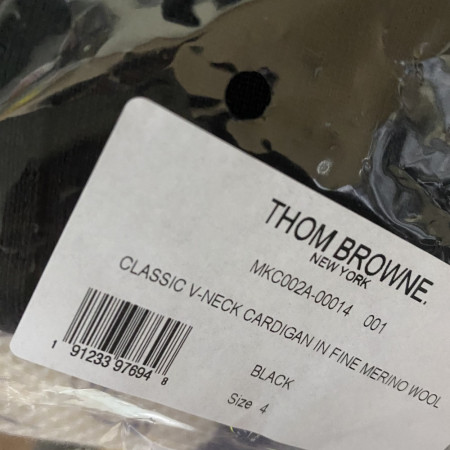 THOM BROWNE.
NEW YORK
MKC002A-00014 001
CLASSIC V-NECK CARDIGAN IN FINE MERINO WOOL
BLACK
Size 4
1 91233 97694 8